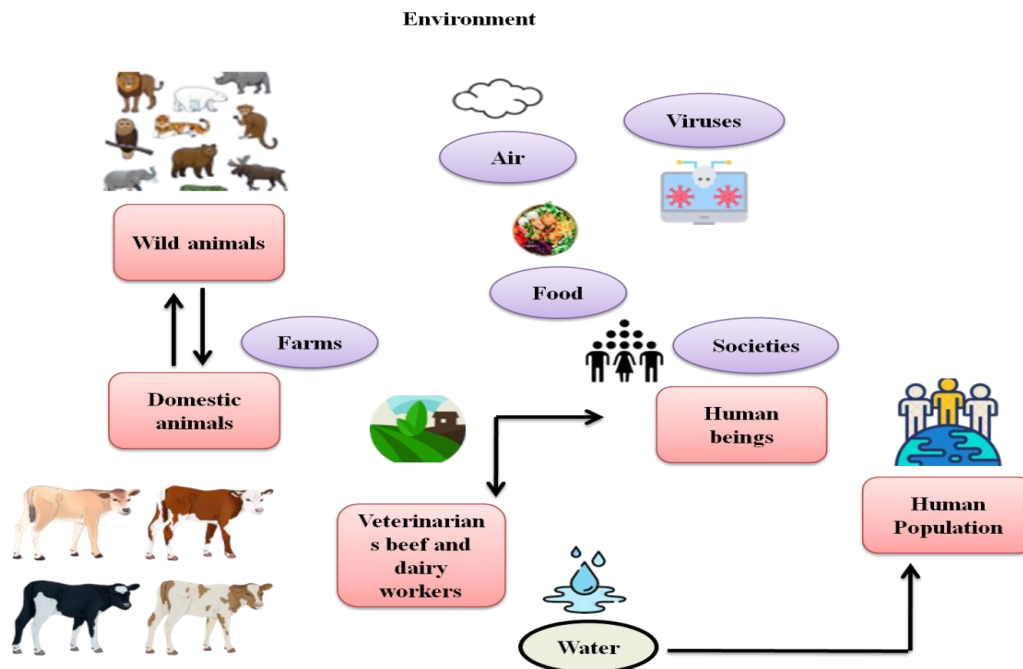 Environment
Viruses
Air
Wild animals
Food
Farms
Societies
Domestic
animals
Human
beings
Human
Population
Veterinarian
s beef and
dairy
workers
Water